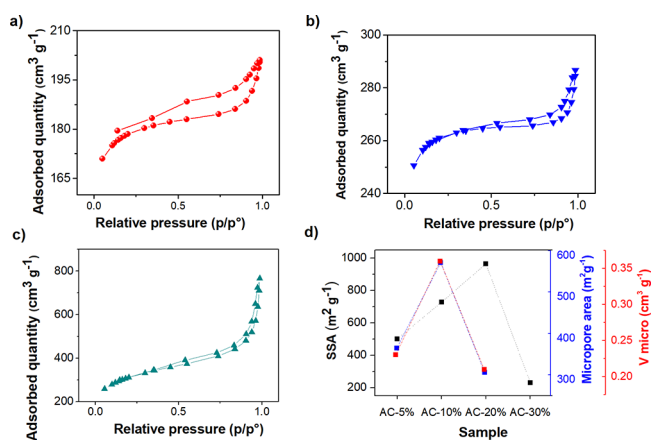 a)
Adsorbed quantity (cm³ g⁻¹)
210
195
180
165
0.0
0.5
1.0
Relative pressure (p/p°)
b)
Adsorbed quantity (cm³ g⁻¹)
300
280
260
240
0.0
0.5
1.0
Relative pressure (p/p°)
c)
Adsorbed quantity (cm³ g⁻¹)
800
600
400
200
0.0
0.5
1.0
Relative pressure (p/p°)
d)
SSA (m² g⁻¹)
1000
800
600
400
200
AC-5% AC-10% AC-20% AC-30%
Sample
600
500
400
300
Micropore area (m²g⁻¹)
0.35
0.30
0.25
0.20
V micro (cm³ g⁻¹)